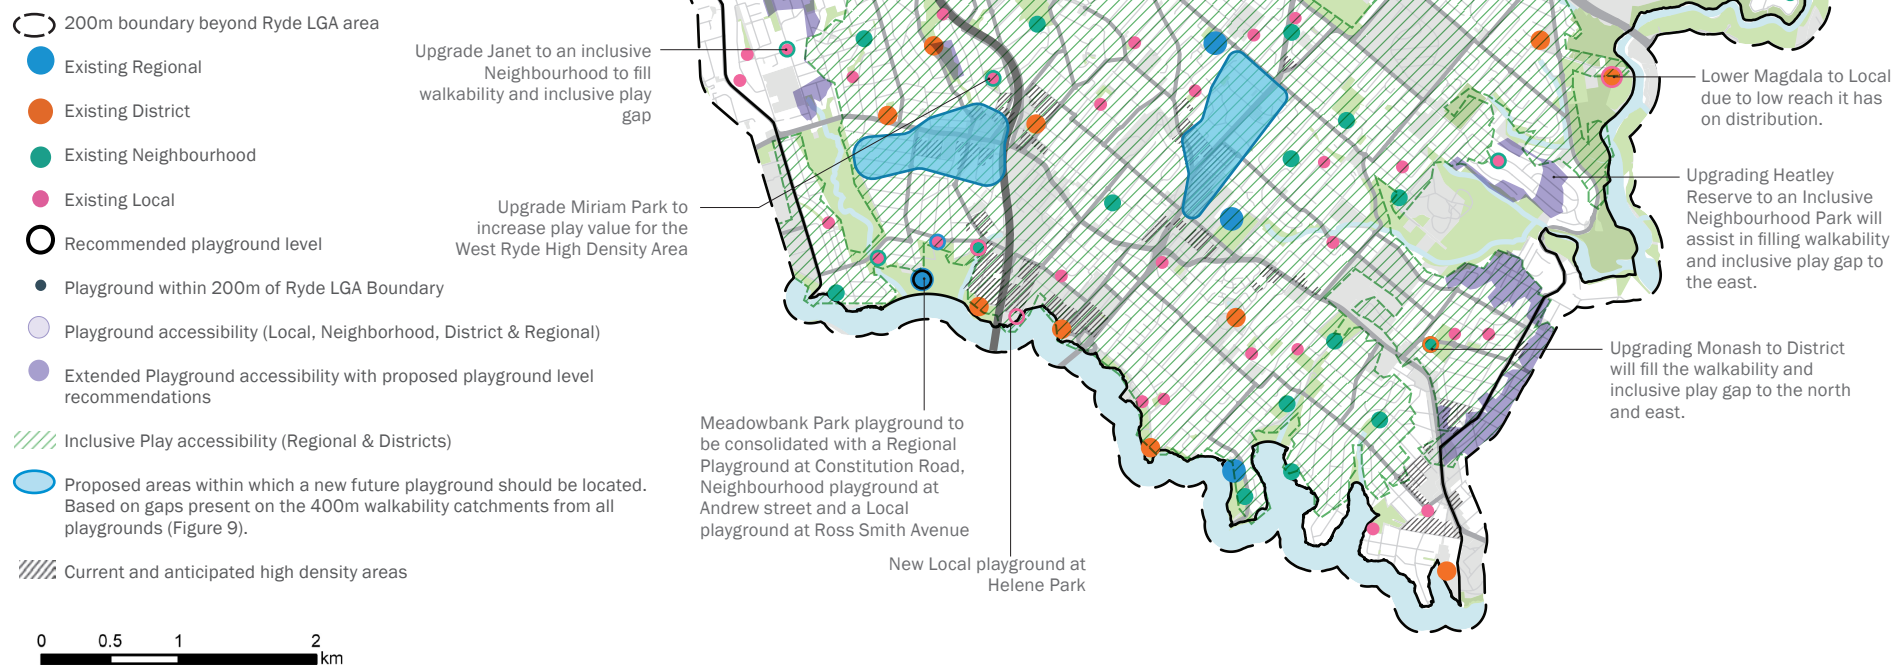 200m boundary beyond Ryde LGA area
Existing Regional
Existing District
Existing Neighbourhood
Existing Local
Recommended playground level
Playground within 200m of Ryde LGA Boundary
Playground accessibility (Local, Neighborhood, District & Regional)
Extended Playground accessibility with proposed playground level
recommendations
Inclusive Play accessibility (Regional & Districts)
Proposed areas within which a new future playground should be located.
Based on gaps present on the 400m walkability catchments from all
playgrounds (Figure 9).
Current and anticipated high density areas
0 0.5 1 2
km
Upgrade Janet to an inclusive
Neighbourhood to fill
walkability and inclusive play
gap
Upgrade Miriam Park to
increase play value for the
West Ryde High Density Area
Meadowbank Park playground to
be consolidated with a Regional
Playground at Constitution Road,
Neighbourhood playground at
Andrew street and a Local
playground at Ross Smith Avenue
New Local playground at
Helene Park
Lower Magdala to Local
due to low reach it has
on distribution.
Upgrading Heatley
Reserve to an Inclusive
Neighbourhood Park will
assist in filling walkability
and inclusive play gap to
the east.
Upgrading Monash to District
will fill the walkability and
inclusive play gap to the north
and east.